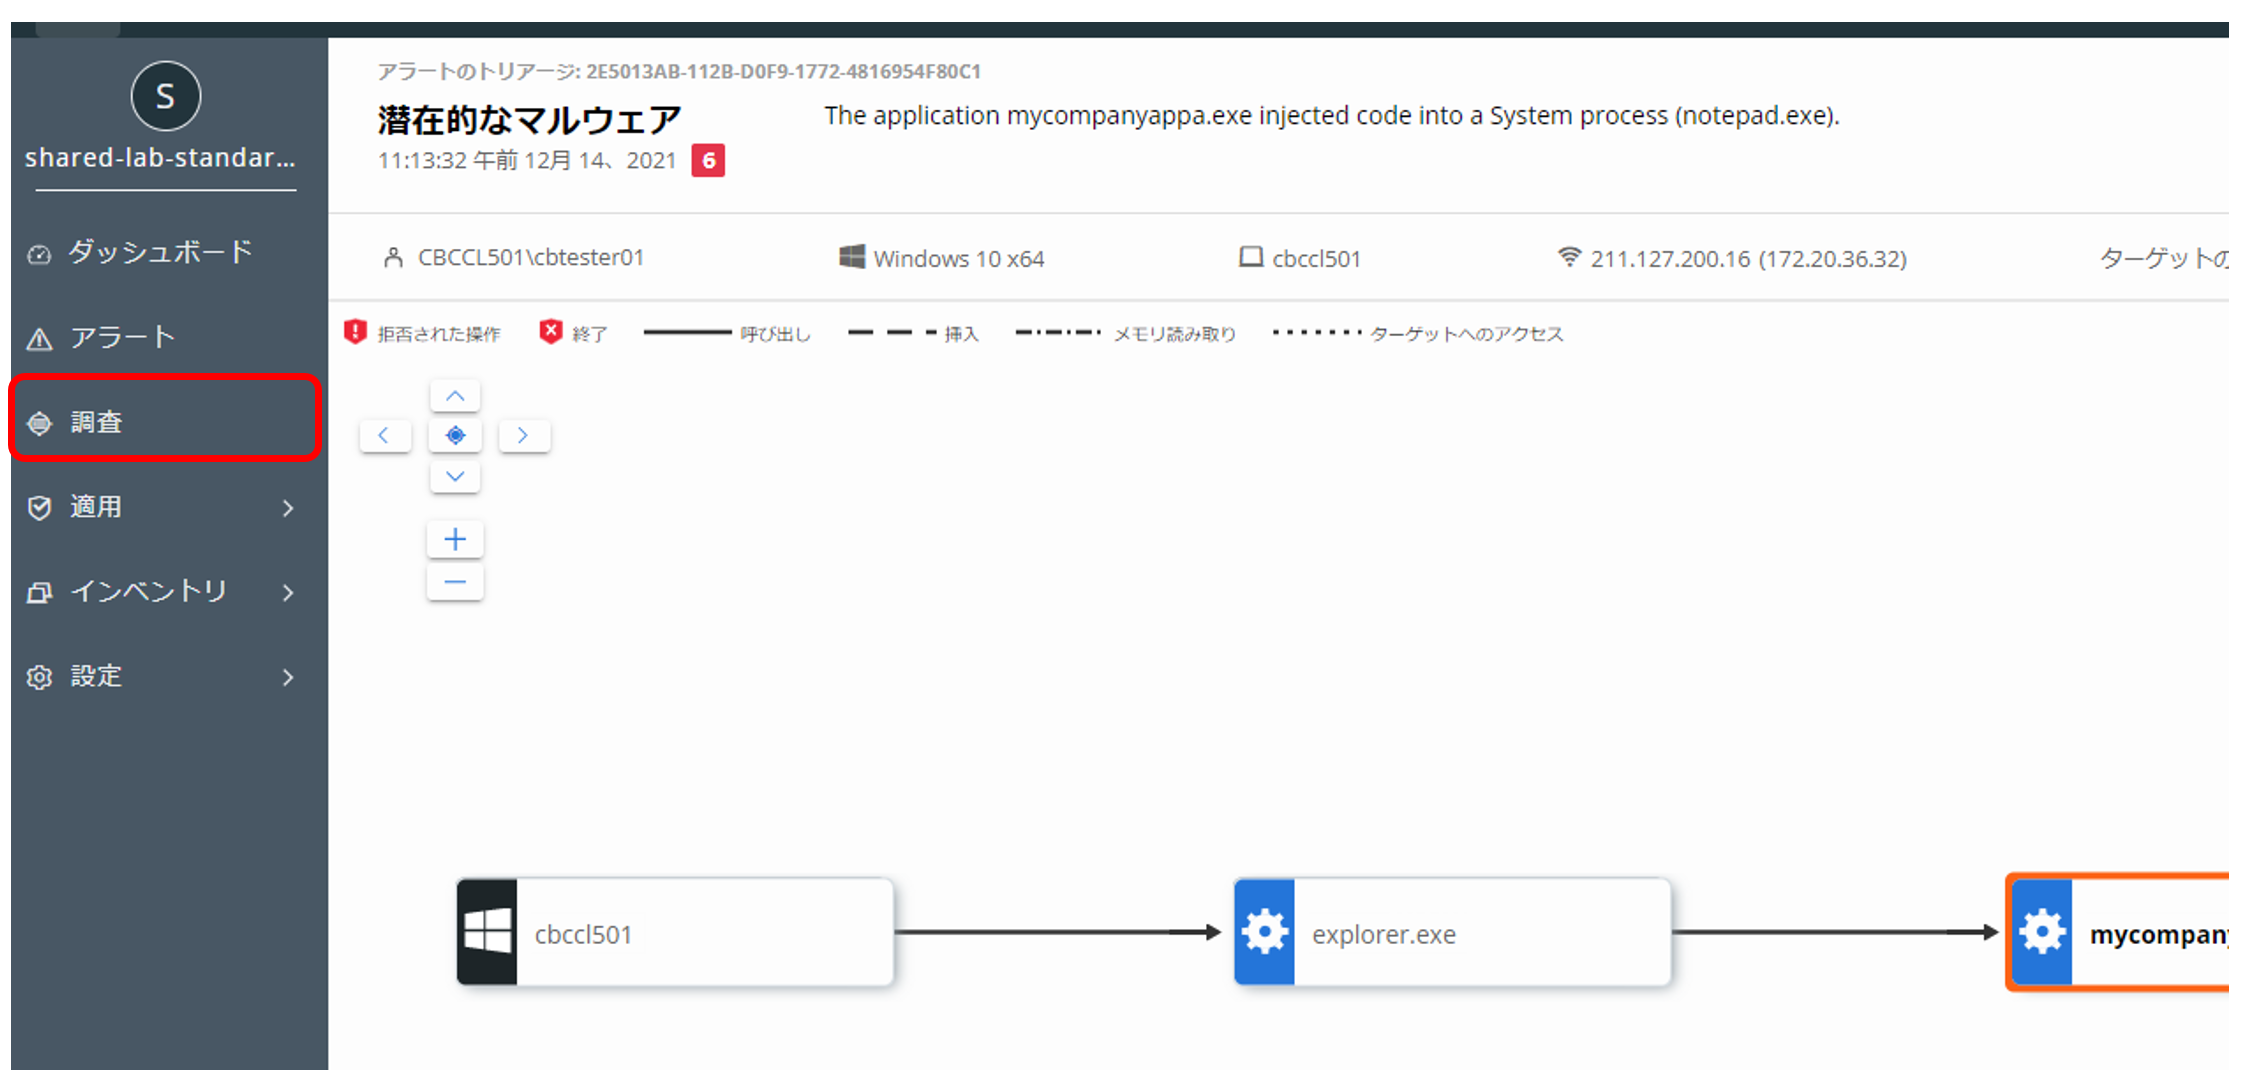 S
shared-lab-standar...
ダッシュボード
アラート
調査
適用
インベントリ
設定
アラートのトリアージ: 2E5013AB-112B-D0F9-1772-4816954F80C1
潜在的なマルウェア
The application mycompanyappa.exe injected code into a System process (notepad.exe).
11:13:32 午前 12月 14、2021 6
CBCCL501\cbtester01 Windows 10 x64 cbccl501 211.127.200.16 (172.20.36.32) ターゲットの
拒否された操作 終了 呼び出し 挿入 メモリ読み取り ターゲットへのアクセス
cbccl501 explorer.exe mycompany